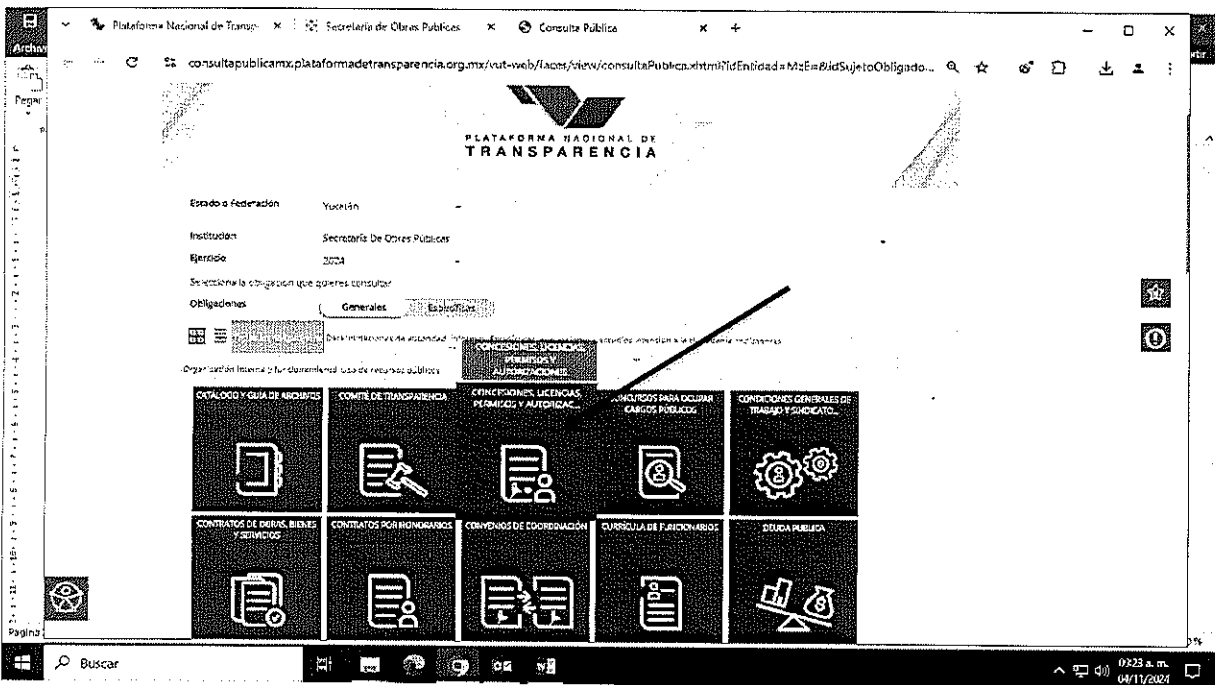 Plataforma Nacional de Transp-
Secretaría de Obras Públicas
Consulta Pública
consultapublicamx.plataformadetransparencia.org.mx/vut-web/faces/view/consultaPublica.xhtml?idEntidad=MzE=&idSujetoObligado...
Pegar
PLATAFORMA NACIONAL DE
TRANSPARENCIA
Estado o Federación Yucatán
Institución Secretaría De Obras Públicas
Ejercicio 2024
Selecciona la obligación que quieres consultar
Obligaciones Generales Específicas
CONCESIONES, LICENCIAS,
PERMISOS Y
AUTORIZACIONES
CATÁLOGO Y GUÍA DE ARCHIVOS
COMITÉ DE TRANSPARENCIA
CONCESIONES, LICENCIAS,
PERMISOS Y AUTORIZAC...
CONCURSOS PARA OCUPAR
CARGOS PÚBLICOS
CONDICIONES GENERALES DE
TRABAJO Y SINDICATO...
CONTRATOS DE OBRAS, BIENES
Y SERVICIOS
CONTRATOS POR HONORARIOS
CONVENIOS DE COORDINACIÓN
CURRÍCULA DE FUNCIONARIOS
DEUDA PÚBLICA
Página
Buscar
03:23 a. m.
04/11/2024